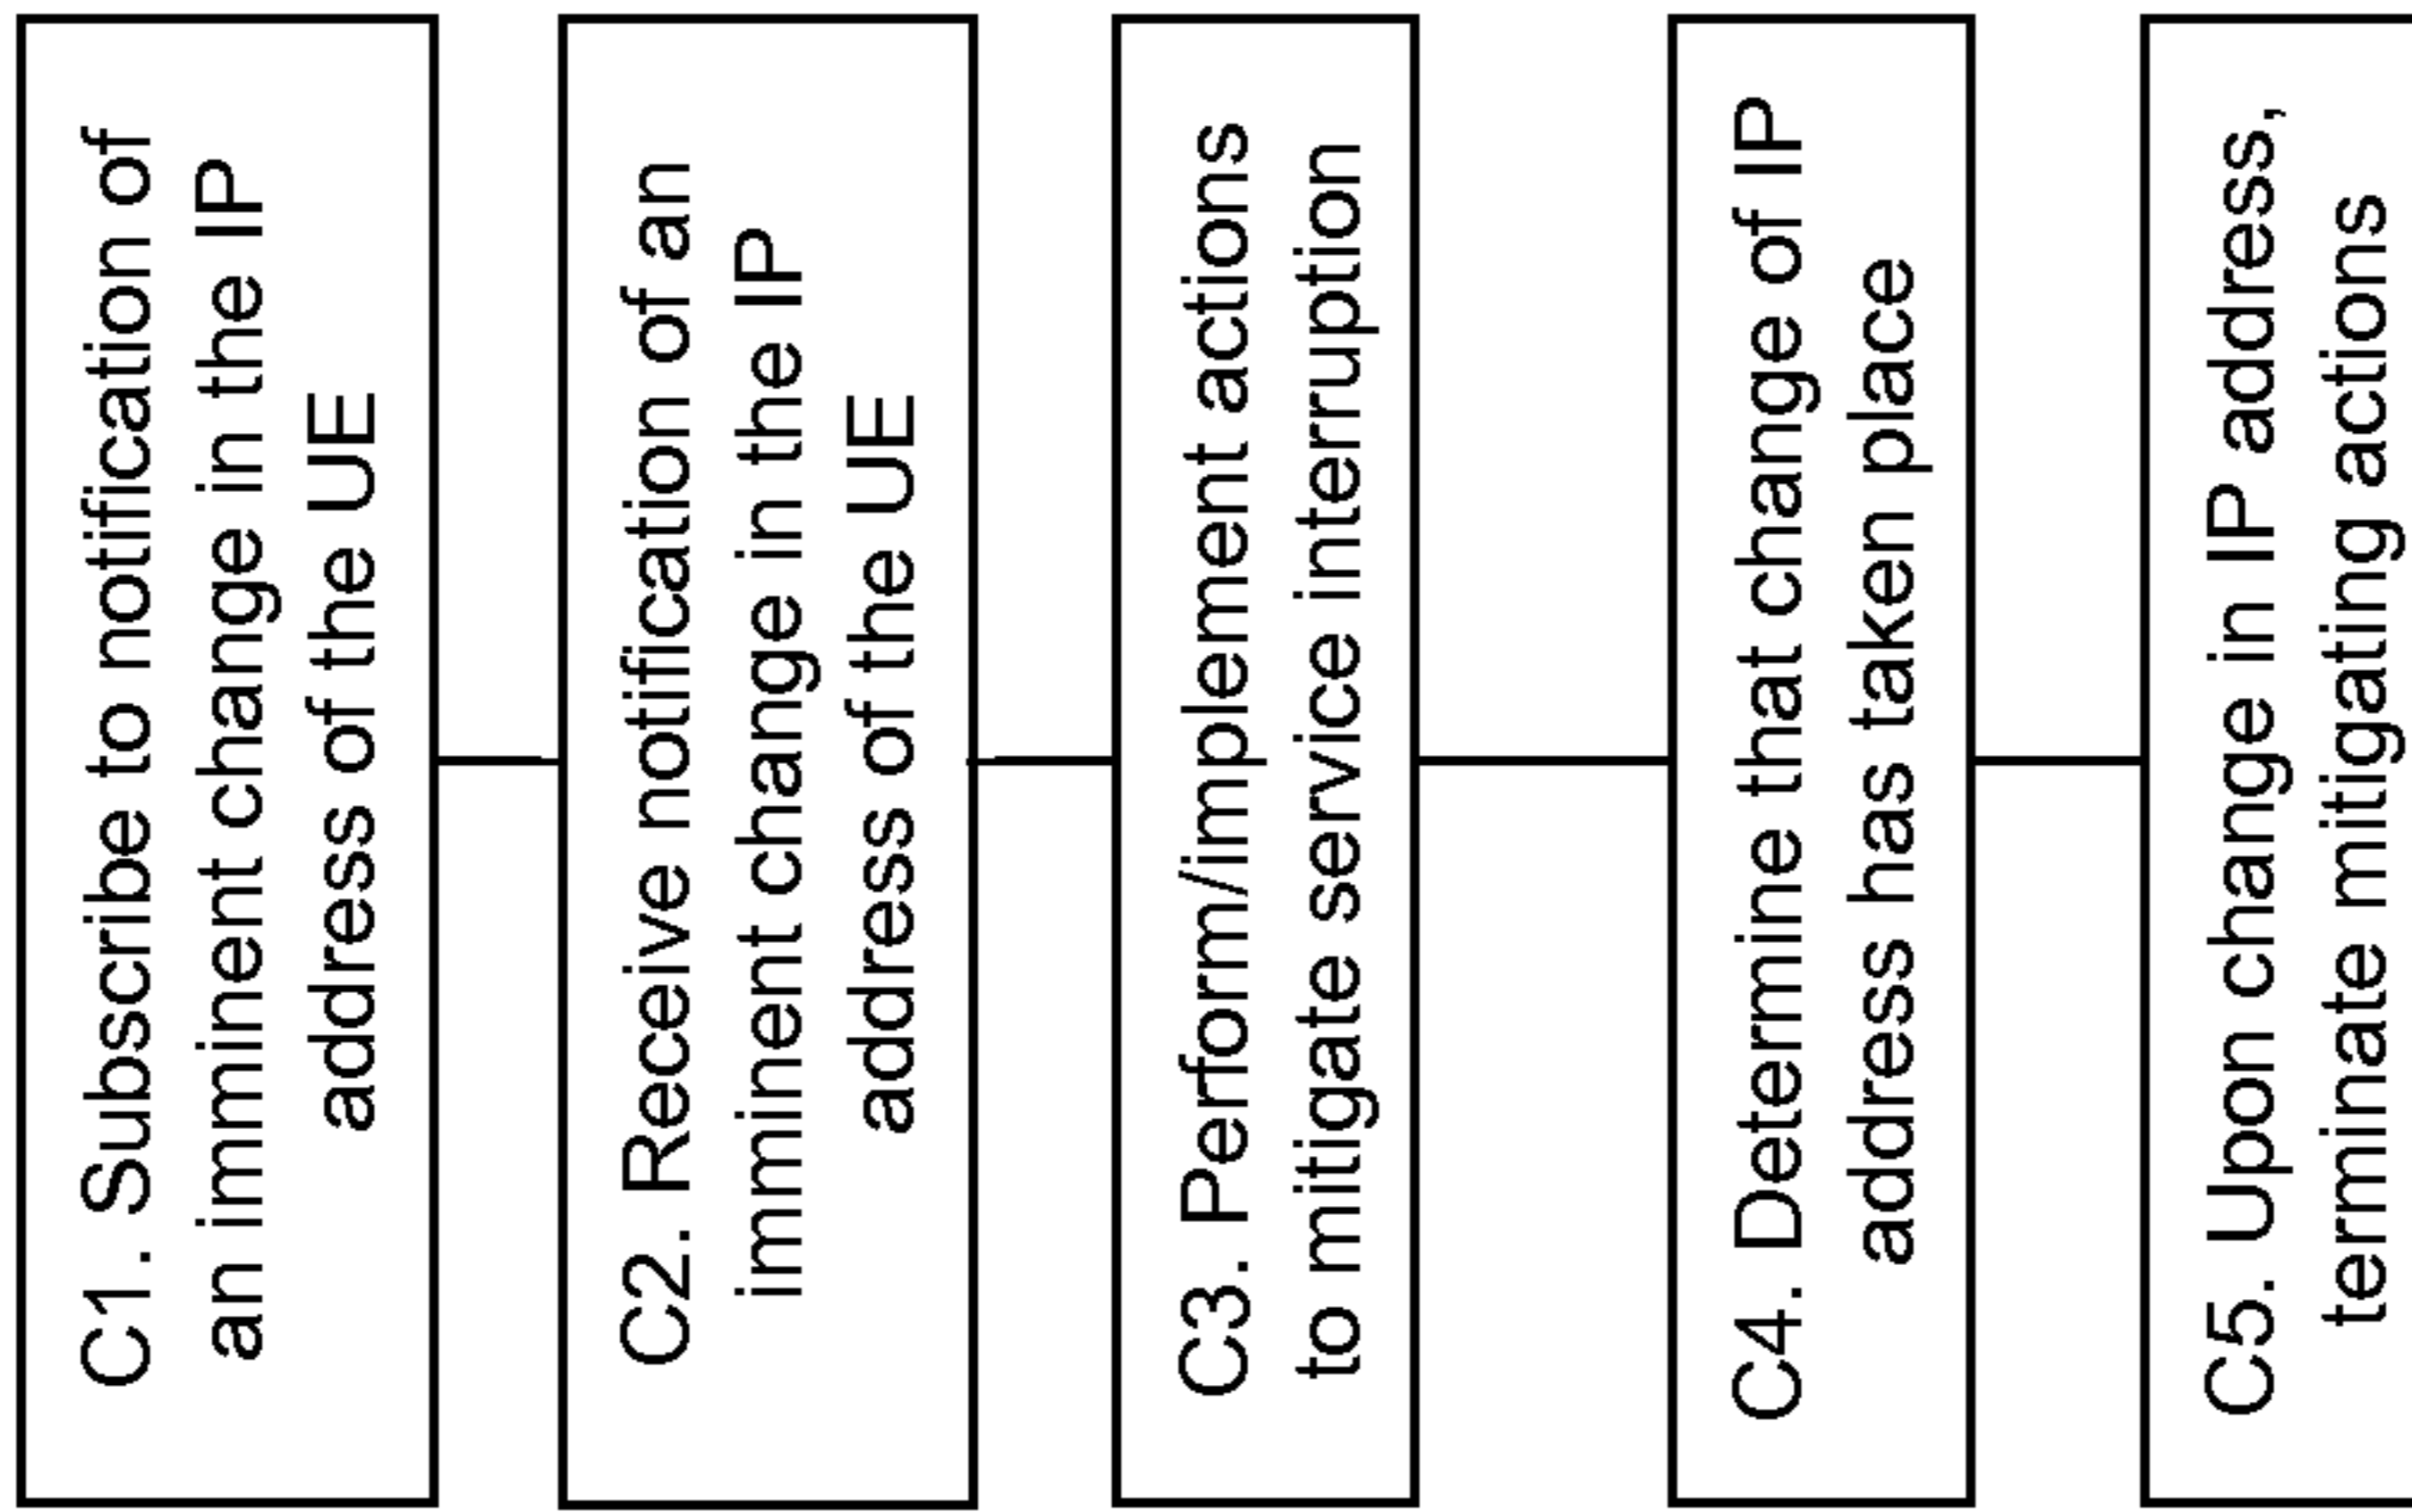 C1. Subscribe to notification of
an imminent change in the IP
address of the UE
C2. Receive notification of an
imminent change in the IP
address of the UE
C3. Perform/implement actions
to mitigate service interruption
C4. Determine that change of IP
address has taken place
C5. Upon change in IP address,
terminate mitigating actions